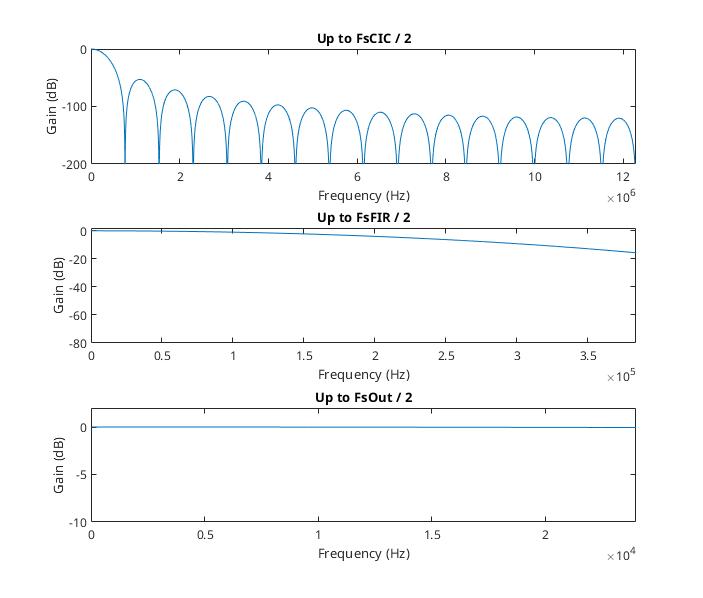 Up to FsCIC / 2
0
-100
-200
Gain (dB)
0 2 4 6 8 10 12
Frequency (Hz)
×10^6
Up to FsFIR / 2
0
-20
-40
-60
-80
Gain (dB)
0 0.5 1 1.5 2 2.5 3 3.5
Frequency (Hz)
×10^5
Up to FsOut / 2
0
-5
-10
Gain (dB)
0 0.5 1 1.5 2
Frequency (Hz)
×10^4